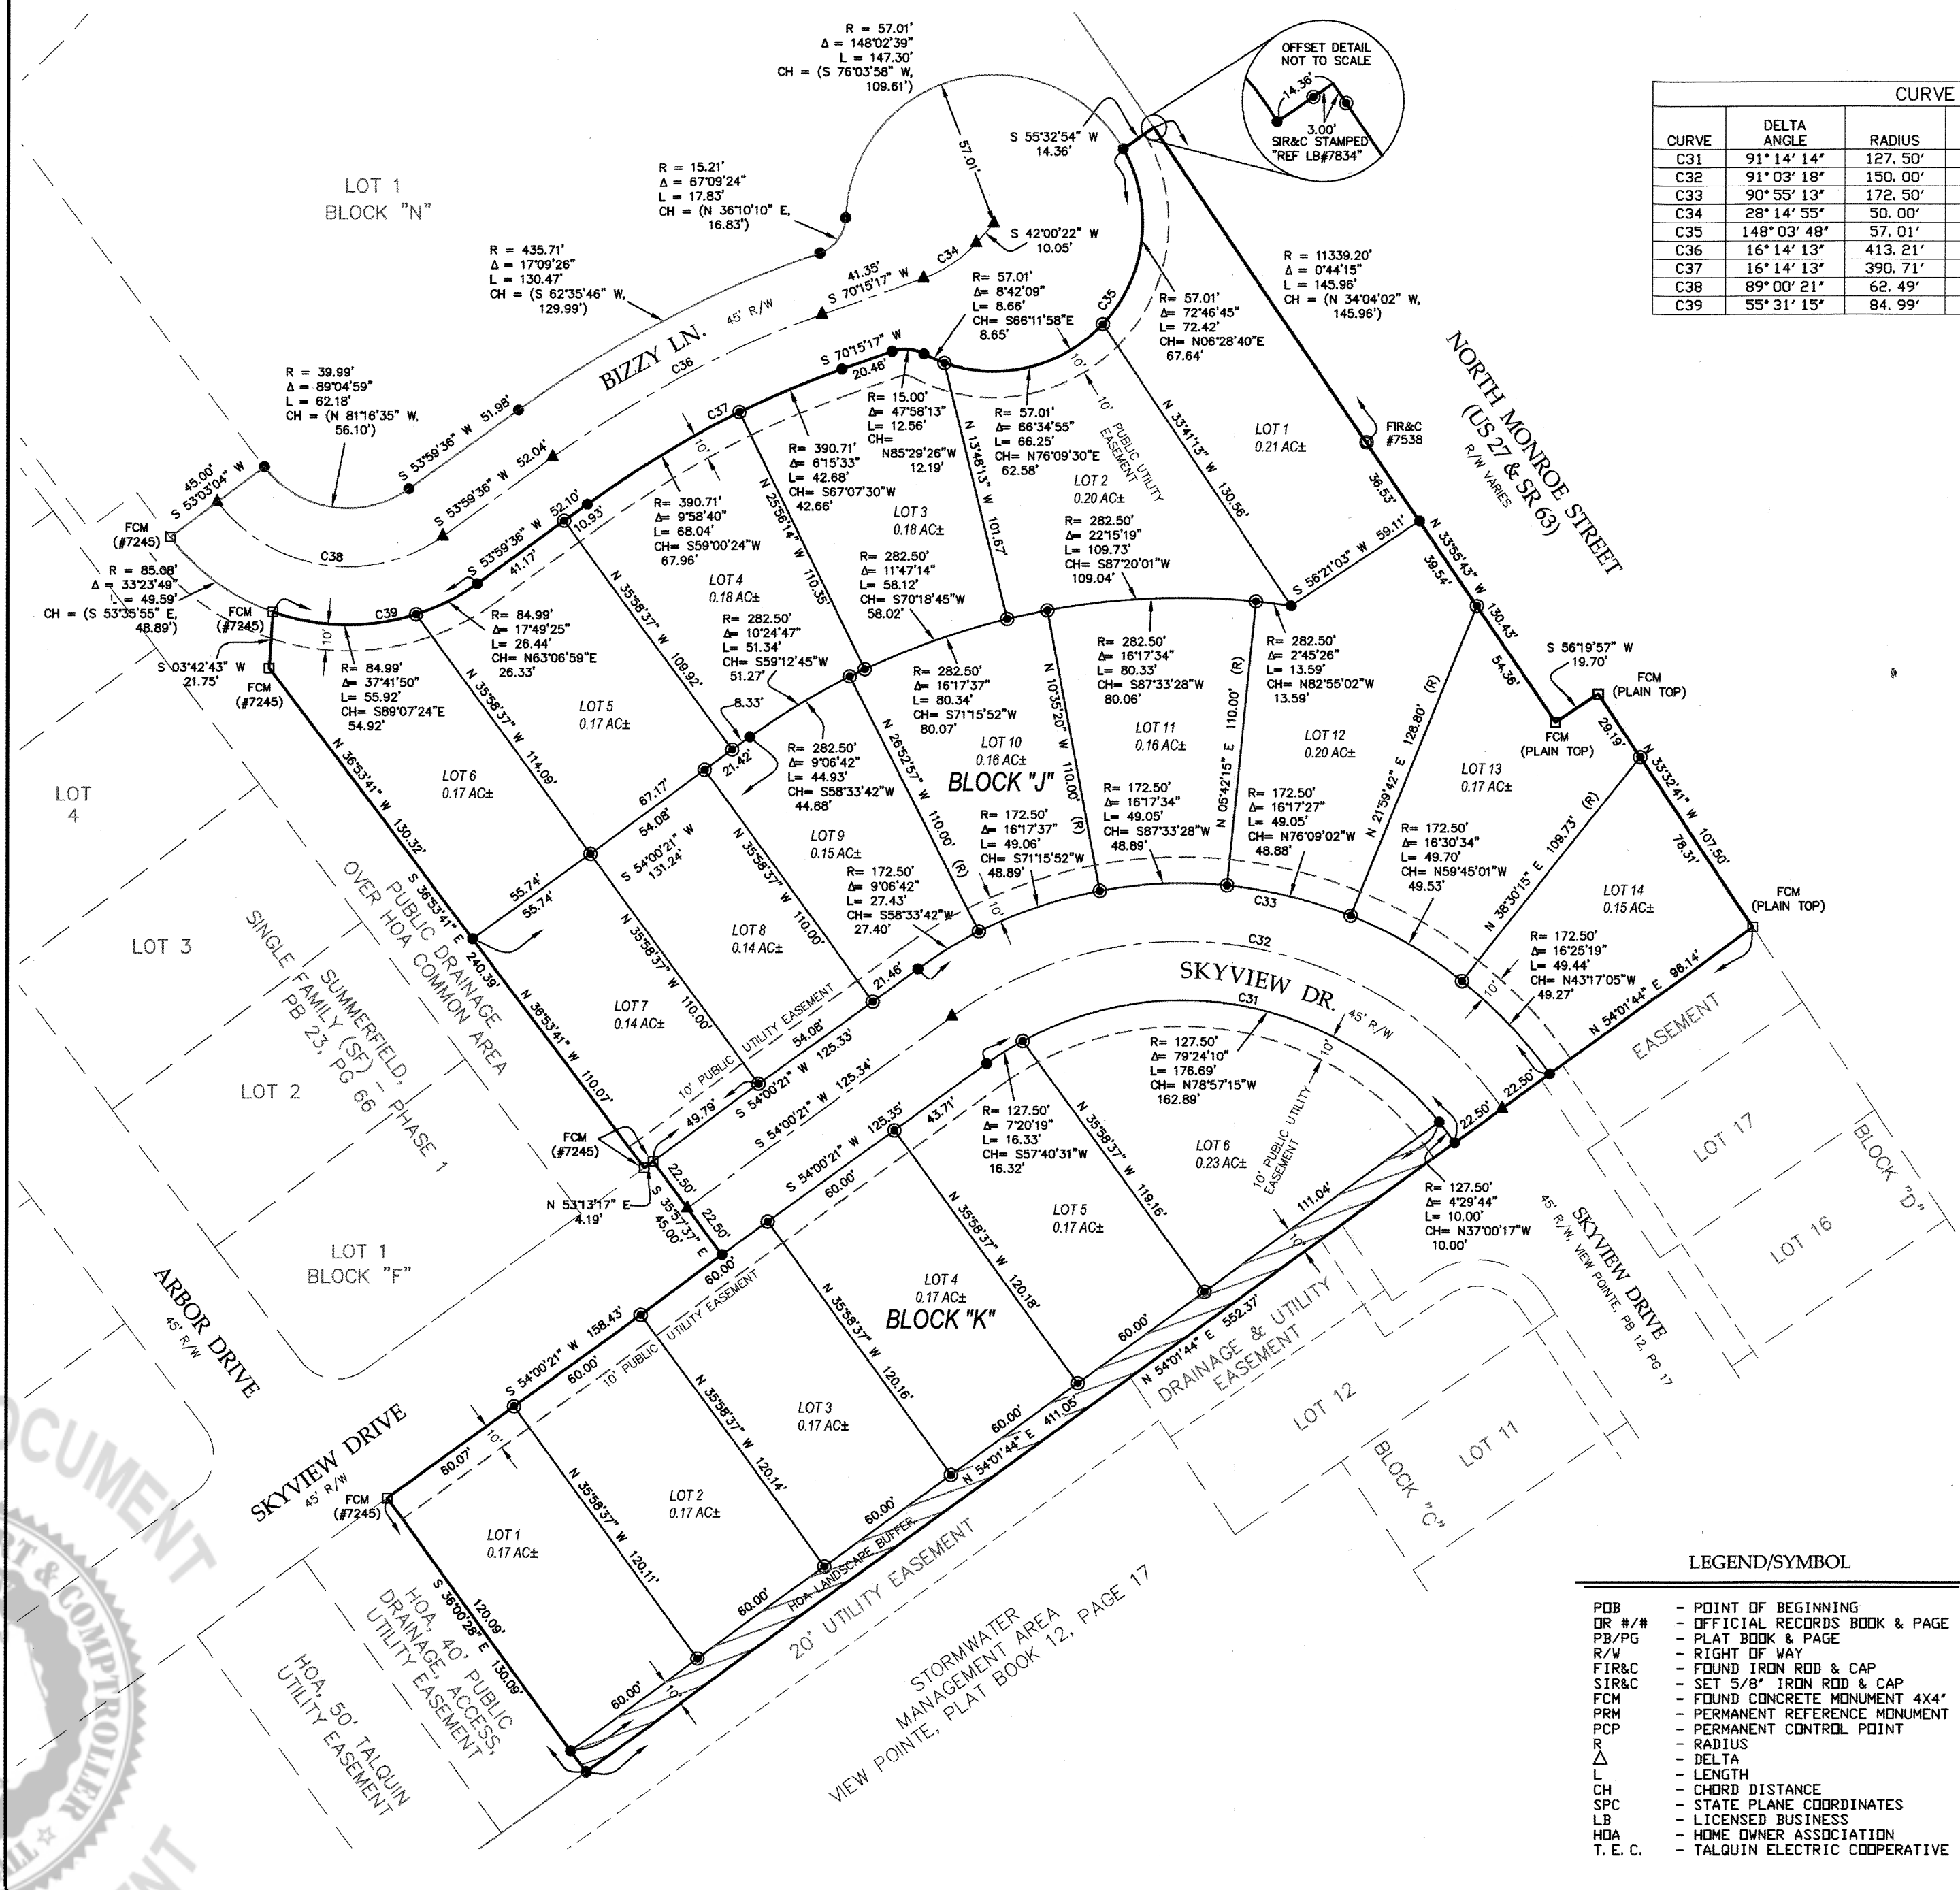 R = 57.01'
Δ = 148°02'39"
L = 147.30'
CH = (S 76°03'58" W,
109.61')
57.01'
S 55°32'54" W
14.36'
OFFSET DETAIL
NOT TO SCALE
14.36'
3.00'
SIR&C STAMPED
"REF LB#7834"
CURVE
CURVE DELTA ANGLE RADIUS
C31 91°14'14" 127.50'
C32 91°03'18" 150.00'
C33 90°55'13" 172.50'
C34 28°14'55" 50.00'
C35 148°03'48" 57.01'
C36 16°14'13" 413.21'
C37 16°14'13" 390.71'
C38 89°00'21" 62.49'
C39 55°31'15" 84.99'
LOT 1
BLOCK "N"
R = 15.21'
Δ = 67°09'24"
L = 17.83'
CH = (N 36°10'10" E,
16.83')
R = 435.71'
Δ = 17°09'26"
L = 130.47'
CH = (S 62°35'46" W,
129.99')
S 42°00'22" W
10.05'
C34
41.35'
S 70°15'17" W
45' R/W
BIZZY LN.
C36
R= 57.01'
Δ= 8°42'09"
L= 8.66'
CH= S66°11'58"E
8.65'
C35
R= 57.01'
Δ= 72°46'45"
L= 72.42'
CH= N06°28'40"E
67.64'
R = 11339.20'
Δ = 0°44'15"
L = 145.96'
CH = (N 34°04'02" W,
145.96')
NORTH MONROE STREET
(US 27 & SR 63)
R/W VARIES
FIR&C
#7538
36.53'
R = 39.99'
Δ = 89°04'59"
L = 62.18'
CH = (N 81°16'35" W,
56.10')
S 53°59'36" W 51.98'
S 53°59'36" W 52.04'
45.00'
S 53°03'04" W
FCM
(#7245)
C38
S 70°15'17" W
20.46'
C37
10'
R= 15.00'
Δ= 47°58'13"
L= 12.56'
CH=
N85°29'26"W
12.19'
R= 57.01'
Δ= 66°34'55"
L= 66.25'
CH= N76°09'30"E
62.58'
10'
10'
PUBLIC UTILITY
EASEMENT
N 33°41'13" W 130.56'
LOT 1
0.21 AC±
R= 390.71'
Δ= 6°15'33"
L= 42.68'
CH= S67°07'30"W
42.66'
N 13°48'13" W 101.67'
LOT 2
0.20 AC±
R= 390.71'
Δ= 9°58'40"
L= 68.04'
CH= S59°00'24"W
67.96'
N 25°56'14" W 110.35'
LOT 3
0.18 AC±
R= 282.50'
Δ= 22°15'19"
L= 109.73'
CH= S87°20'01"W
109.04'
R= 282.50'
Δ= 11°47'14"
L= 58.12'
CH= S70°18'45"W
58.02'
S 56°21'03" W 59.11'
N 33°55'43" W 130.43'
39.54'
54.36'
S 53°59'36" W 52.10'
41.17'
10.93'
R = 85.08'
Δ = 33°23'49"
L = 49.59'
CH = (S 53°35'55" E,
48.89')
FCM
(#7245)
C39
10'
S 03°42'43" W
21.75'
FCM
(#7245)
R= 84.99'
Δ= 37°41'50"
L= 55.92'
CH= S89°07'24"E
54.92'
R= 84.99'
Δ= 17°49'25"
L= 26.44'
CH= N63°06'59"E
26.33'
N 35°58'37" W 109.92'
LOT 4
0.18 AC±
R= 282.50'
Δ= 10°24'47"
L= 51.34'
CH= S59°12'45"W
51.27'
R= 282.50'
Δ= 16°17'37"
L= 80.34'
CH= S71°15'52"W
80.07'
R= 282.50'
Δ= 16°17'34"
L= 80.33'
CH= S87°33'28"W
80.06'
R= 282.50'
Δ= 2°45'26"
L= 13.59'
CH= N82°55'02"W
13.59'
S 56°19'57" W
19.70'
FCM
(PLAIN TOP)
29.19'
FCM
(PLAIN TOP)
N 33°32'41" W 107.50'
78.31'
FCM
(PLAIN TOP)
LOT 5
0.17 AC±
8.33'
21.42'
R= 282.50'
Δ= 9°06'42"
L= 44.93'
CH= S58°33'42"W
44.88'
N 35°58'37" W 114.09'
LOT 6
0.17 AC±
N 36°53'41" W 130.32'
67.17'
54.08'
S 54°00'21" W
131.24'
55.74'
55.74'
N 26°52'57" W 110.00' (R)
LOT 10
0.16 AC±
BLOCK "J"
N 10°35'20" W 110.00' (R)
LOT 11
0.16 AC±
N 05°42'15" E 110.00' (R)
LOT 12
0.20 AC±
N 21°59'42" E 128.80' (R)
LOT 13
0.17 AC±
N 38°30'15" E 109.73' (R)
LOT 14
0.15 AC±
LOT
4
N 35°58'37" W 110.00'
LOT 9
0.15 AC±
R= 172.50'
Δ= 9°06'42"
L= 27.43'
CH= S58°33'42"W
27.40'
R= 172.50'
Δ= 16°17'37"
L= 49.06'
CH= S71°15'52"W
48.89'
R= 172.50'
Δ= 16°17'34"
L= 49.05'
CH= S87°33'28"W
48.89'
R= 172.50'
Δ= 16°17'27"
L= 49.05'
CH= N76°09'02"W
48.88'
R= 172.50'
Δ= 16°30'34"
L= 49.70'
CH= N59°45'01"W
49.53'
R= 172.50'
Δ= 16°25'19"
L= 49.44'
CH= N43°17'05"W
49.27'
C33
10'
10'
N 54°01'44" E 96.14'
EASEMENT
LOT 3
PUBLIC DRAINAGE
OVER HOA COMMON AREA
SUMMERFIELD,
SINGLE FAMILY (SF) - PHASE 1
PB 23, PG 66
S 36°53'41" E 240.39'
N 36°53'41" W 110.07'
N 35°58'37" W 110.00'
LOT 8
0.14 AC±
LOT 7
0.14 AC±
21.46'
10' PUBLIC UTILITY EASEMENT
54.08'
S 54°00'21" W 125.33'
49.79'
S 54°00'21" W 125.34'
C32
SKYVIEW DR.
45' R/W
C31
10'
LOT 2
FCM
(#7245)
N 53°13'17" E
4.19'
22.50'
22.50'
S 35°57'37" E
45.00'
R= 127.50'
Δ= 79°24'10"
L= 176.69'
CH= N78°57'15"W
162.89'
R= 127.50'
Δ= 7°20'19"
L= 16.33'
CH= S57°40'31"W
16.32'
S 54°00'21" W 125.35'
43.71'
60.00'
N 35°58'37" W 119.16'
LOT 6
0.23 AC±
10' PUBLIC UTILITY
EASEMENT
22.50'
22.50'
R= 127.50'
Δ= 4°29'44"
L= 10.00'
CH= N37°00'17"W
10.00'
111.04'
10'
LOT 17
BLOCK "D"
LOT 16
SKYVIEW DRIVE
45' R/W, VIEW POINTE, PB 12, PG 17
LOT 1
BLOCK "F"
ARBOR DRIVE
45' R/W
LOT 5
0.17 AC±
N 35°58'37" W 120.18'
LOT 4
0.17 AC±
BLOCK "K"
60.00'
S 54°00'21" W 158.43'
60.00'
10' PUBLIC UTILITY EASEMENT
N 35°58'37" W 120.16'
60.00'
N 54°01'44" E 552.37'
DRAINAGE & UTILITY
EASEMENT
LOT 12
LOT 11
BLOCK "C"
SKYVIEW DRIVE
45' R/W
60.07'
10'
FCM
(#7245)
N 35°58'37" W 120.14'
LOT 3
0.17 AC±
60.00'
N 54°01'44" E 411.05'
LOT 1
0.17 AC±
N 35°58'37" W 120.11'
LOT 2
0.17 AC±
60.00'
HOA LANDSCAPE BUFFER
60.00'
20' UTILITY EASEMENT
120.09'
S 36°00'28" E 130.09'
60.00'
10'
HOA, 40' PUBLIC
DRAINAGE, ACCESS,
UTILITY EASEMENT
HOA, 50' TALQUIN
UTILITY EASEMENT
STORMWATER
MANAGEMENT AREA
VIEW POINTE, PLAT BOOK 12, PAGE 17
LEGEND/SYMBOL
POB - POINT OF BEGINNING
OR #/# - OFFICIAL RECORDS BOOK & PAGE
PB/PG - PLAT BOOK & PAGE
R/W - RIGHT OF WAY
FIR&C - FOUND IRON ROD & CAP
SIR&C - SET 5/8" IRON ROD & CAP
FCM - FOUND CONCRETE MONUMENT 4X4"
PRM - PERMANENT REFERENCE MONUMENT
PCP - PERMANENT CONTROL POINT
R - RADIUS
Δ - DELTA
L - LENGTH
CH - CHORD DISTANCE
SPC - STATE PLANE COORDINATES
LB - LICENSED BUSINESS
HOA - HOME OWNER ASSOCIATION
T.E.C. - TALQUIN ELECTRIC COOPERATIVE
& COMPTROLLER